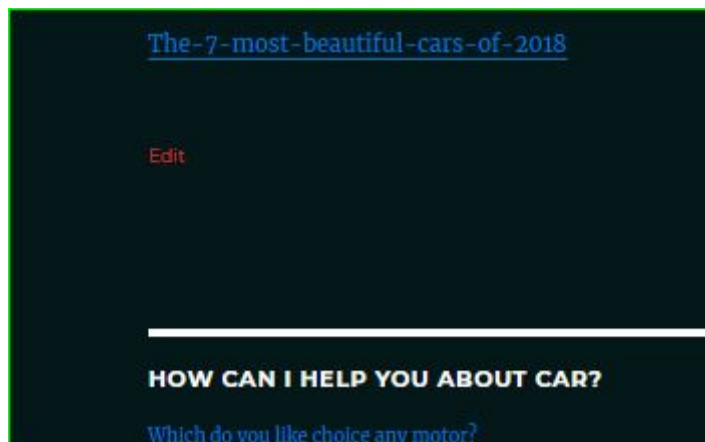 The-7-most-beautiful-cars-of-2018
Edit
HOW CAN I HELP YOU ABOUT CAR?
Which do you like choice any motor?